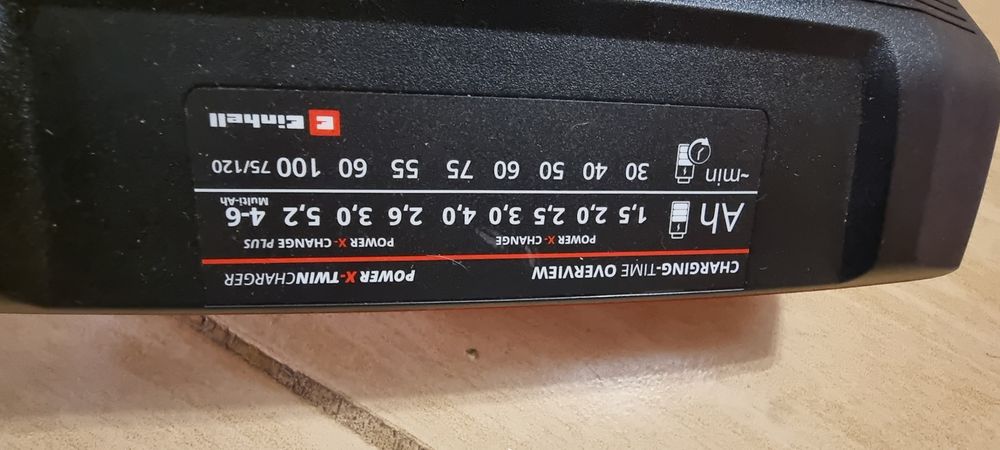 CHARGING-TIME OVERVIEW POWER X-TWINCHARGER
POWER X-CHANGE POWER X-CHANGE PLUS
Ah 1,5 2,0 2,5 3,0 4,0 2,6 3,0 5,2 4-6
Multi-Ah
~min 30 40 50 60 75 55 60 100 75/120
Einhell